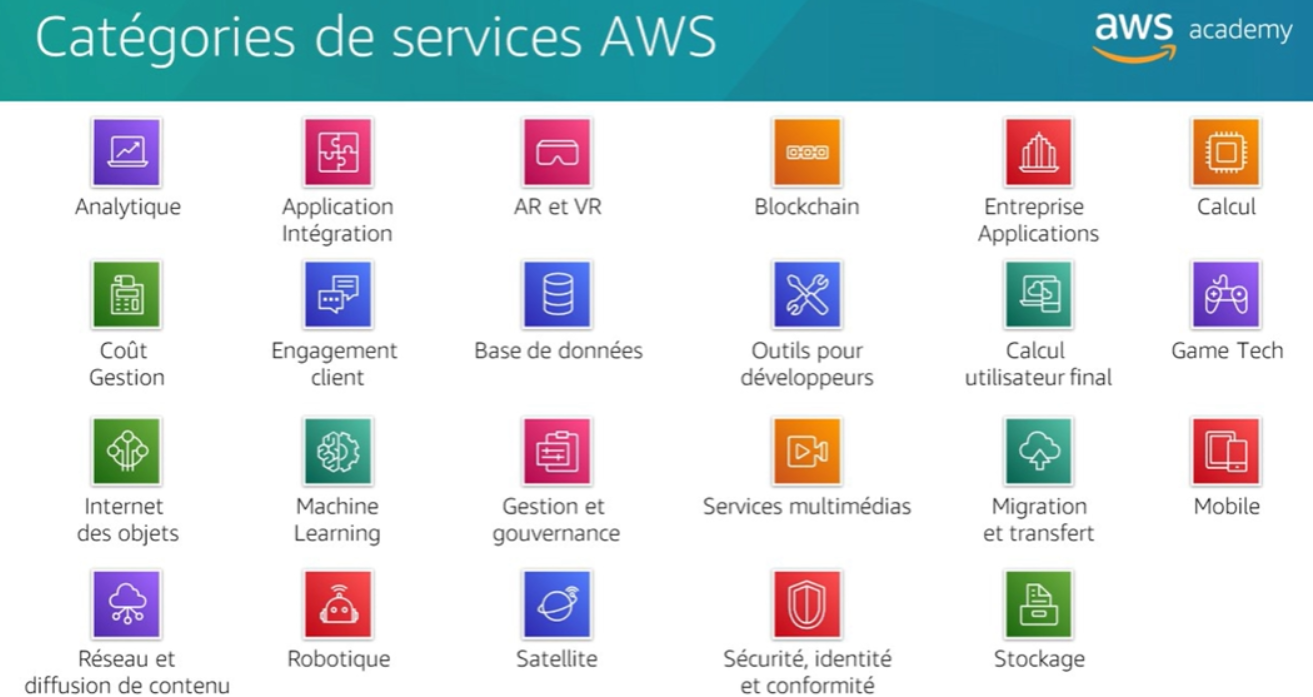 Catégories de services AWS
aws academy
Analytique
Application
Intégration
AR et VR
Blockchain
Entreprise
Applications
Calcul
Coût
Gestion
Engagement
client
Base de données
Outils pour
développeurs
Calcul
utilisateur final
Game Tech
Internet
des objets
Machine
Learning
Gestion et
gouvernance
Services multimédias
Migration
et transfert
Mobile
Réseau et
diffusion de contenu
Robotique
Satellite
Sécurité, identité
et conformité
Stockage